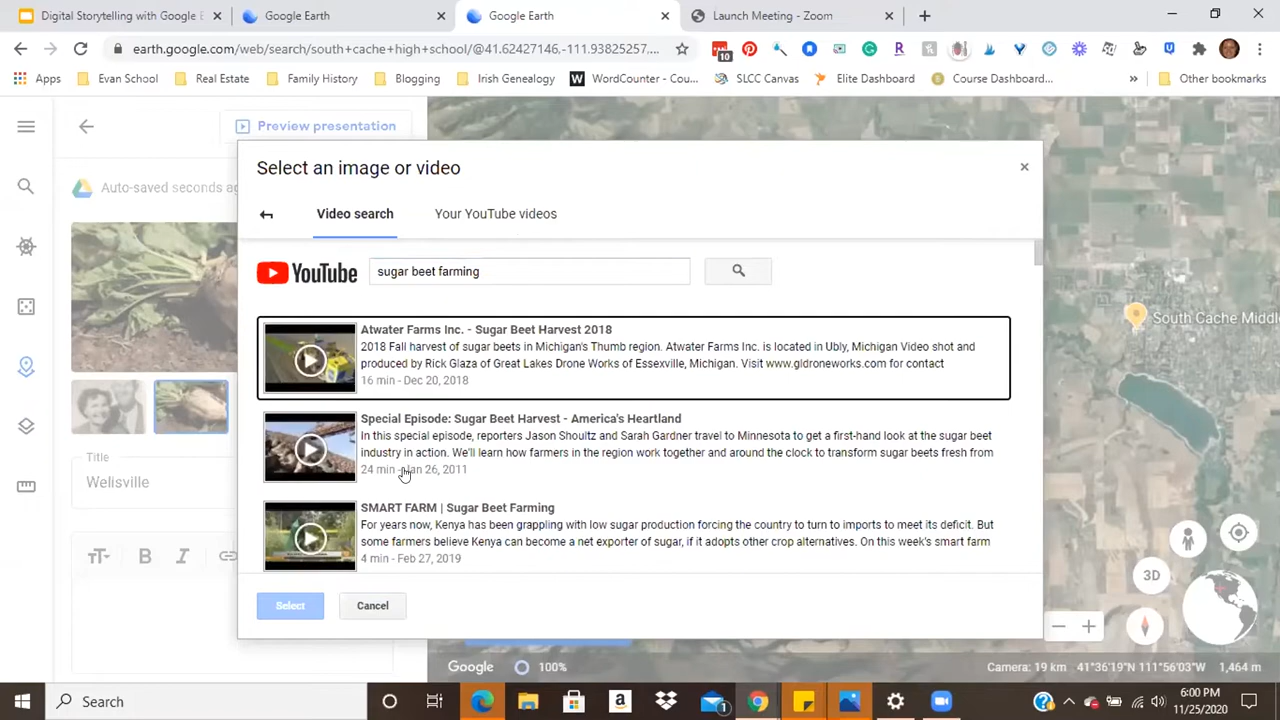 Digital Storytelling with Google E
Google Earth
Google Earth
Launch Meeting - Zoom
earth.google.com/web/search/south+cache+high+school/@41.62427146,-111.93825257,...
10
Apps
Evan School
Real Estate
Family History
Blogging
Irish Genealogy
W
WordCounter - Cou...
SLCC Canvas
Elite Dashboard
Course Dashboard...
»
Other bookmarks
Preview presentation
Auto-saved seconds ag
Select an image or video
Video search
Your YouTube videos
YouTube
sugar beet farming
Atwater Farms Inc. - Sugar Beet Harvest 2018
2018 Fall harvest of sugar beets in Michigan's Thumb region. Atwater Farms Inc. is located in Ubly, Michigan Video shot and
produced by Rick Glaza of Great Lakes Drone Works of Essexville, Michigan. Visit www.gldroneworks.com for contact
16 min - Dec 20, 2018
Special Episode: Sugar Beet Harvest - America's Heartland
In this special episode, reporters Jason Shoultz and Sarah Gardner travel to Minnesota to get a first-hand look at the sugar beet
industry in action. We'll learn how farmers in the region work together and around the clock to transform sugar beets fresh from
24 min - Jan 26, 2011
SMART FARM | Sugar Beet Farming
For years now, Kenya has been grappling with low sugar production forcing the country to turn to imports to meet its deficit. But
some farmers believe Kenya can become a net exporter of sugar, if it adopts other crop alternatives. On this week's smart farm
4 min - Feb 27, 2019
Select
Cancel
Title
Wellsville
B
I
South Cache Middle
3D
Google
100%
Camera: 19 km 41°36'19"N 111°56'03"W 1,464 m
Search
1
6:00 PM
11/25/2020